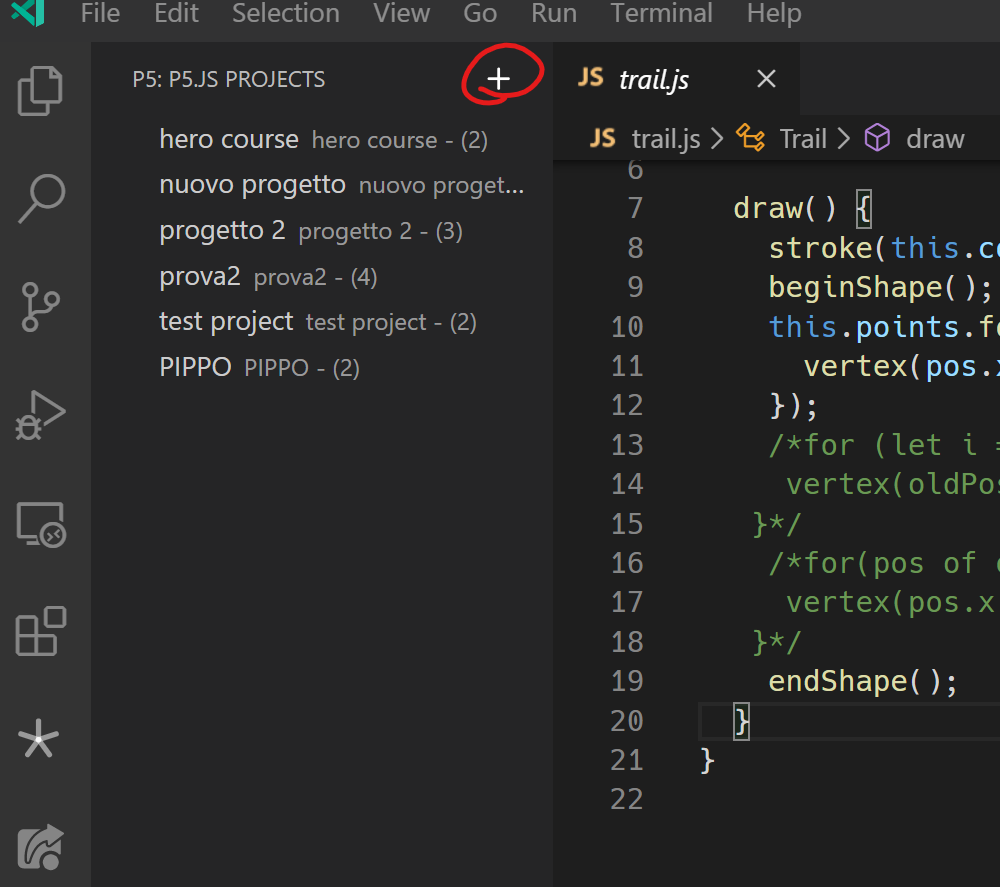 File Edit Selection View Go Run Terminal Help
P5: P5.JS PROJECTS
hero course hero course - (2)
nuovo progetto nuovo proget...
progetto 2 progetto 2 - (3)
prova2 prova2 - (4)
test project test project - (2)
PIPPO PIPPO - (2)
JS trail.js
JS trail.js > Trail > draw
6
7 draw() {
8 stroke(this.co
9 beginShape();
10 this.points.fo
11 vertex(pos.x
12 });
13 /*for (let i =
14 vertex(oldPos
15 }*/
16 /*for(pos of
17 vertex(pos.x
18 }*/
19 endShape();
20 }
21 }
22